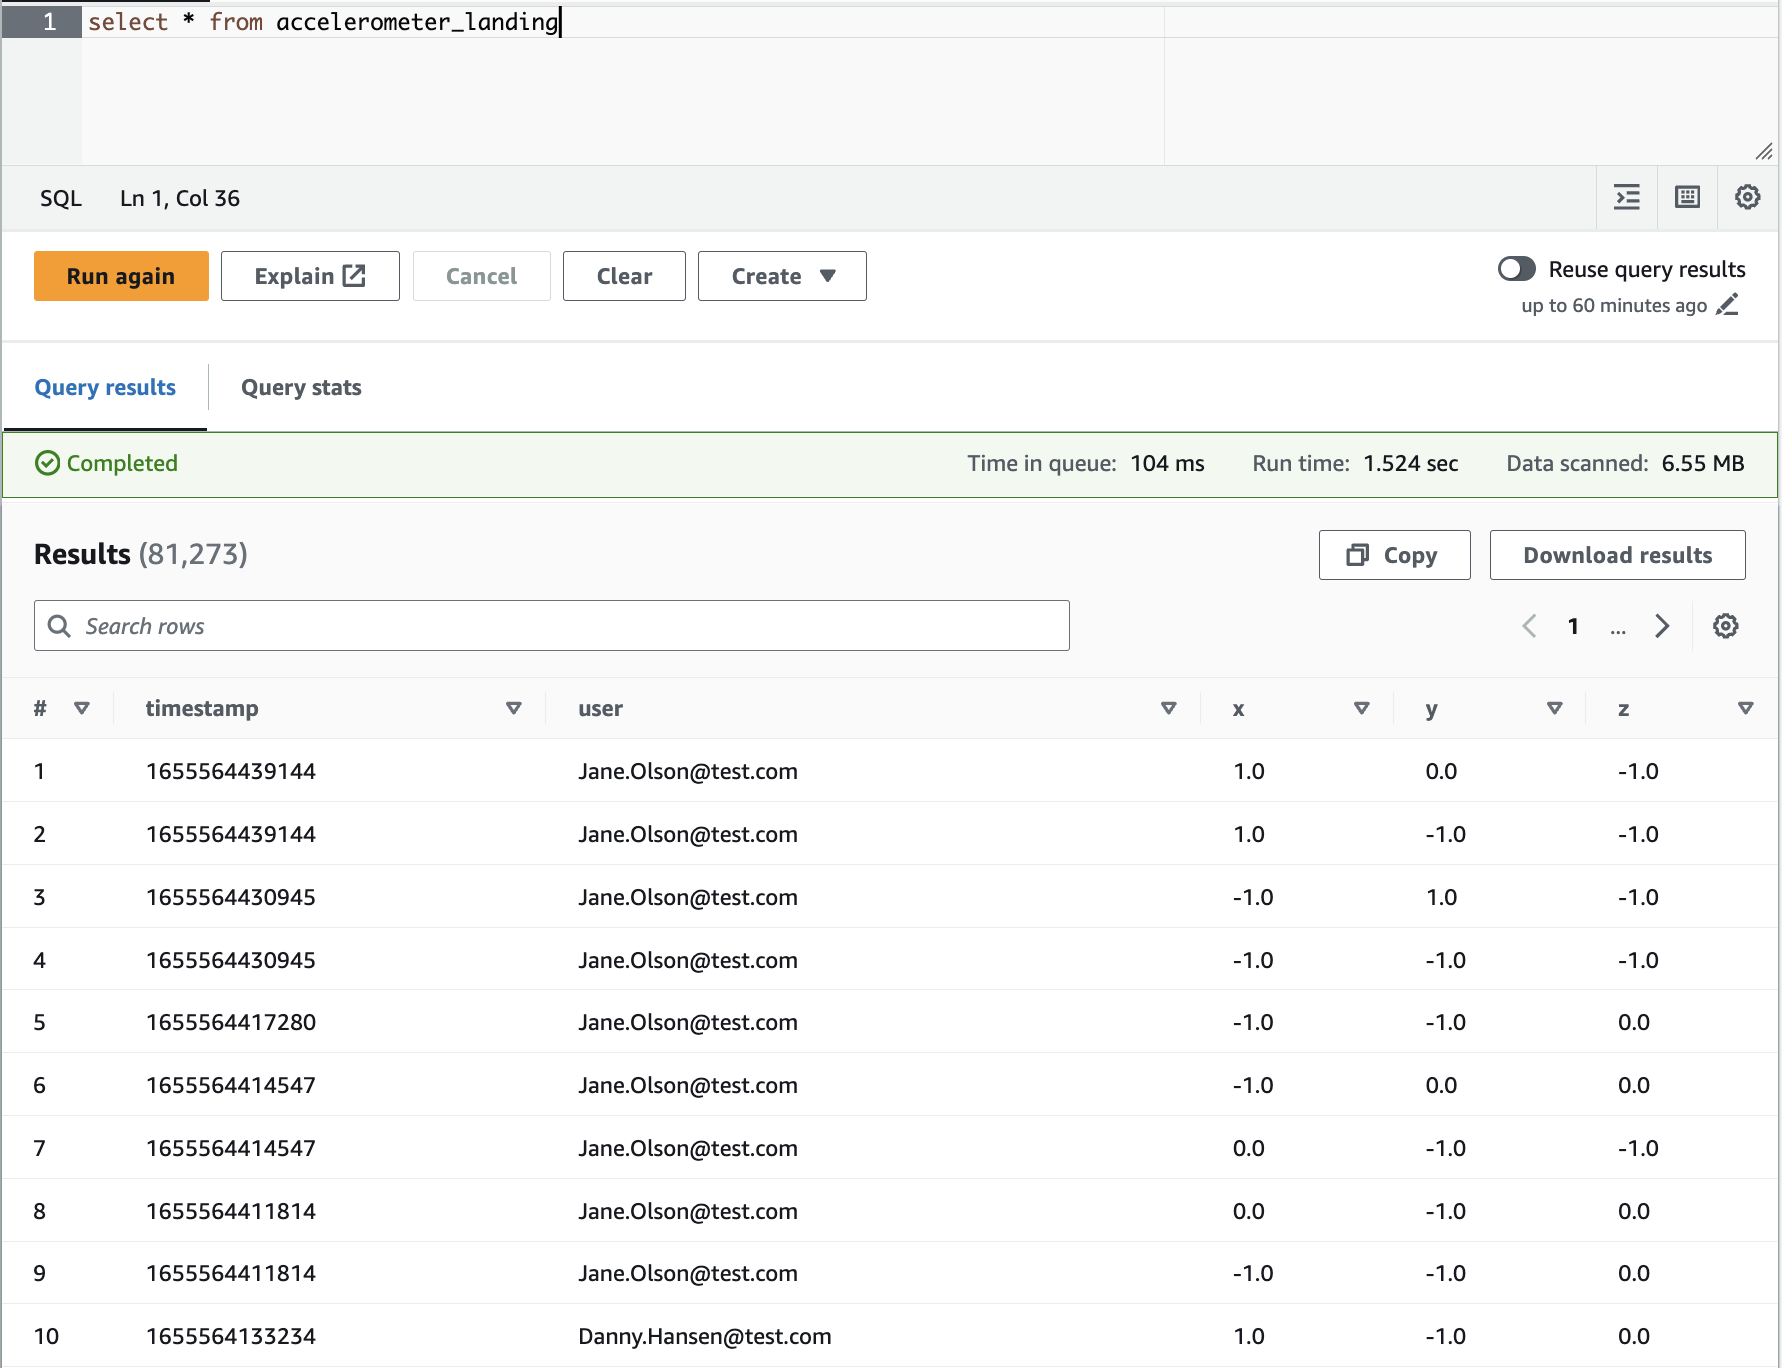 1 select * from accelerometer_landing
SQL Ln 1, Col 36
Run again Explain Cancel Clear Create Reuse query results
up to 60 minutes ago
Query results Query stats
Completed Time in queue: 104 ms Run time: 1.524 sec Data scanned: 6.55 MB
Results (81,273) Copy Download results
Search rows 1 ...
# timestamp user x y z
1 1655564439144 Jane.Olson@test.com 1.0 0.0 -1.0
2 1655564439144 Jane.Olson@test.com 1.0 -1.0 -1.0
3 1655564430945 Jane.Olson@test.com -1.0 1.0 -1.0
4 1655564430945 Jane.Olson@test.com -1.0 -1.0 -1.0
5 1655564417280 Jane.Olson@test.com -1.0 -1.0 0.0
6 1655564414547 Jane.Olson@test.com -1.0 0.0 0.0
7 1655564414547 Jane.Olson@test.com 0.0 -1.0 -1.0
8 1655564411814 Jane.Olson@test.com 0.0 -1.0 0.0
9 1655564411814 Jane.Olson@test.com -1.0 -1.0 0.0
10 1655564133234 Danny.Hansen@test.com 1.0 -1.0 0.0